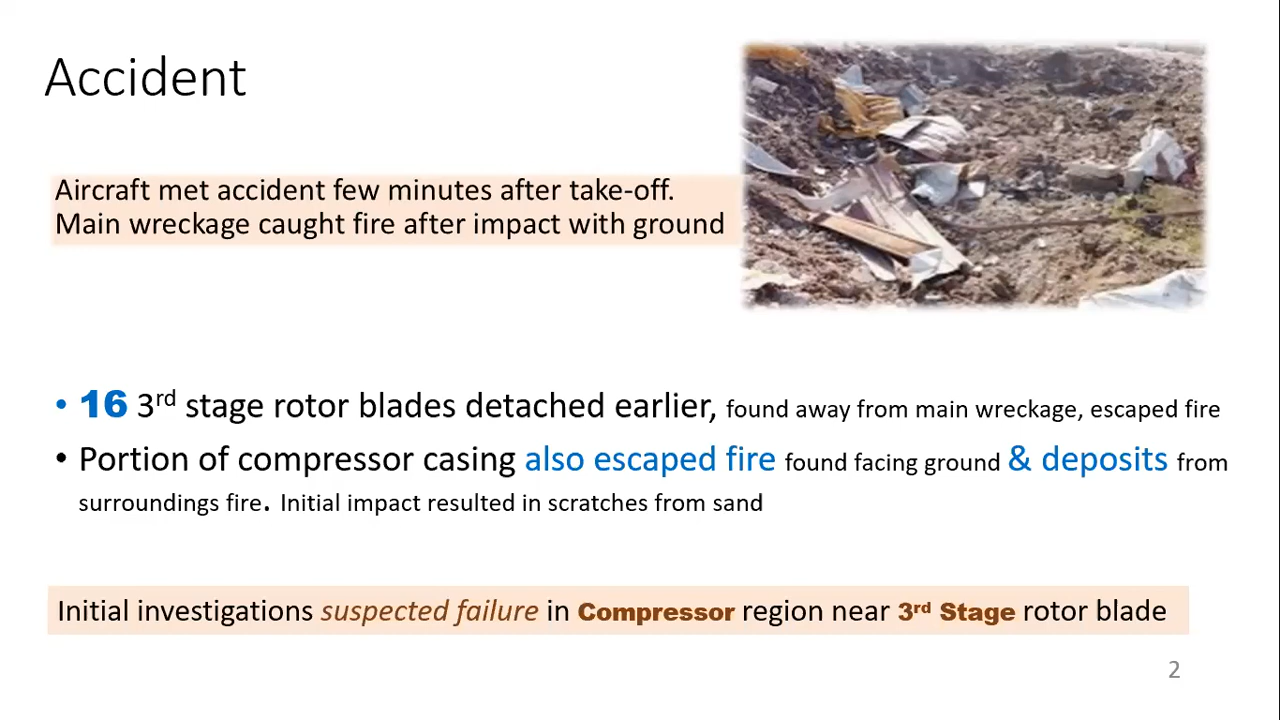 Accident
Aircraft met accident few minutes after take-off.
Main wreckage caught fire after impact with ground
• 16 3rd stage rotor blades detached earlier, found away from main wreckage, escaped fire
• Portion of compressor casing also escaped fire found facing ground & deposits from
surroundings fire. Initial impact resulted in scratches from sand
Initial investigations suspected failure in Compressor region near 3rd Stage rotor blade
2